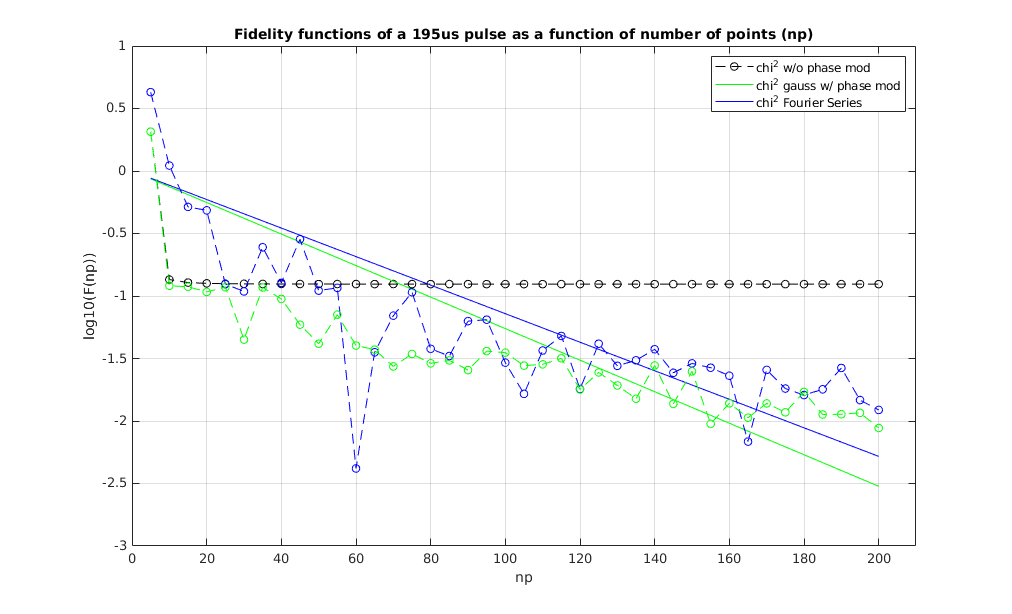 Fidelity functions of a 195us pulse as a function of number of points (np)
chi² w/o phase mod
chi² gauss w/ phase mod
chi² Fourier Series
log10(F(np))
1
0.5
0
-0.5
-1
-1.5
-2
-2.5
-3
0 20 40 60 80 100 120 140 160 180 200
np